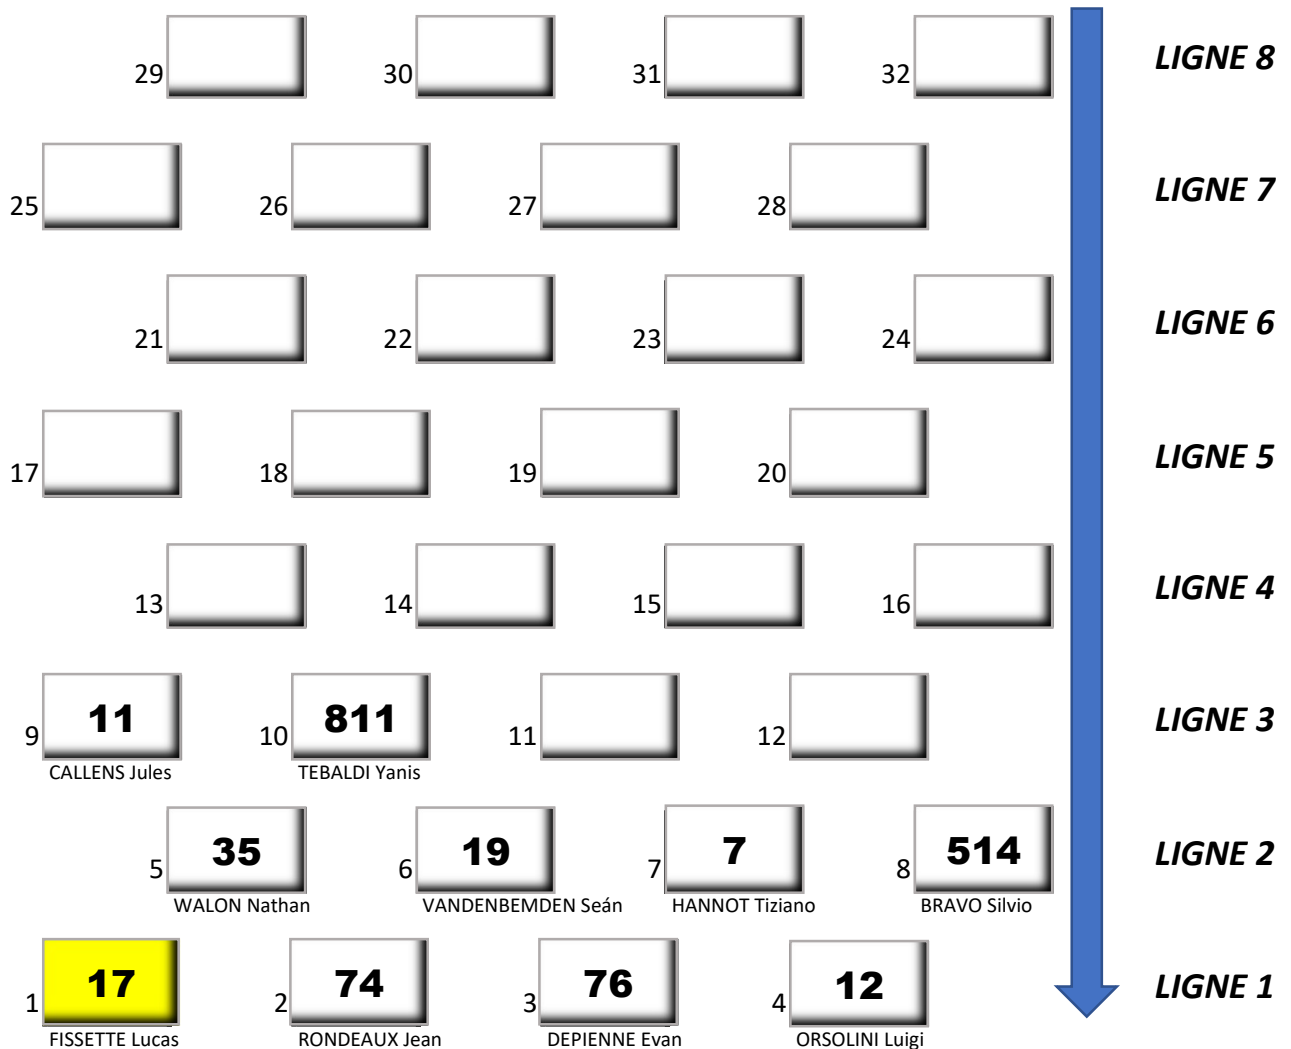 29 30 31 32 LIGNE 8
25 26 27 28 LIGNE 7
21 22 23 24 LIGNE 6
17 18 19 20 LIGNE 5
13 14 15 16 LIGNE 4
9 11 10 811 11 12 LIGNE 3
CALLENS Jules TEBALDI Yanis
5 35 6 19 7 7 8 514 LIGNE 2
WALON Nathan VANDENBEMDEN Seán HANNOT Tiziano BRAVO Silvio
1 17 2 74 3 76 4 12 LIGNE 1
FISSETTE Lucas RONDEAUX Jean DEPIENNE Evan ORSOLINI Luigi